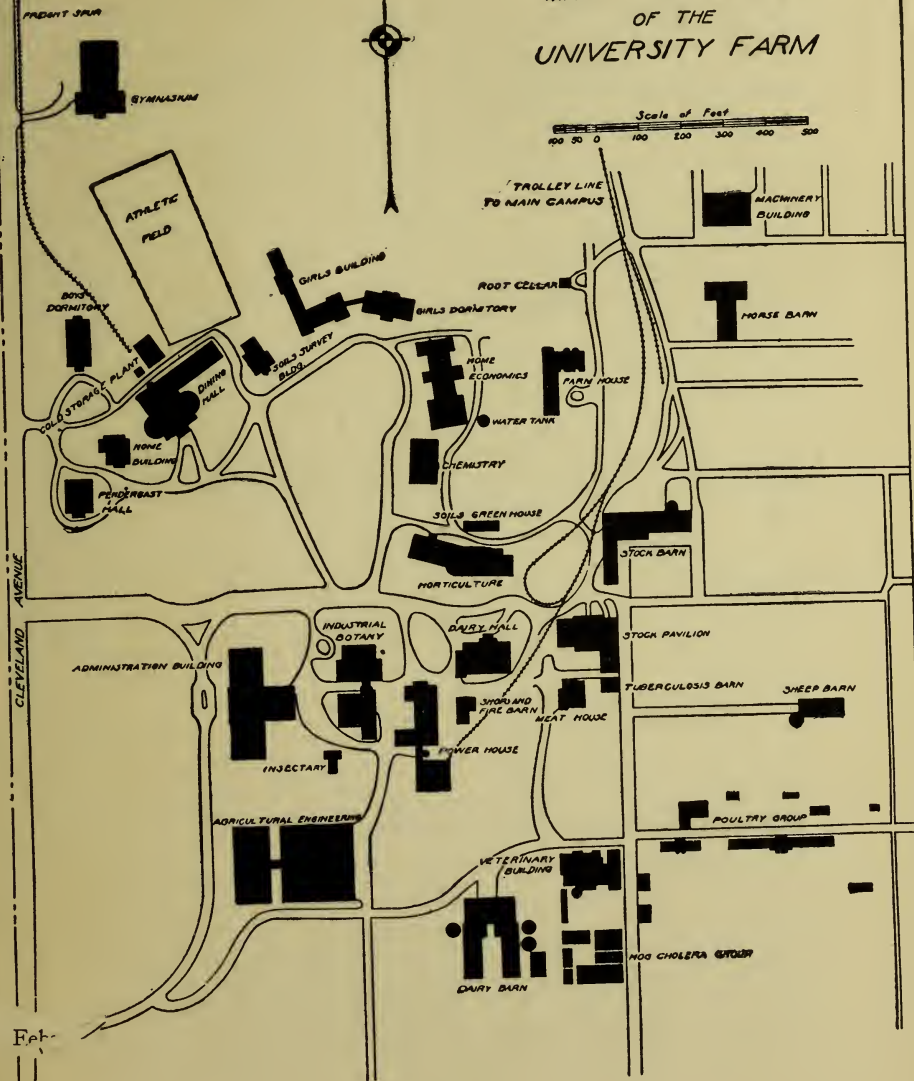 FREIGHT SPUR
OF THE
UNIVERSITY FARM
GYMNASIUM
Scale of Feet
100 50 0 100 200 300 400 500
TROLLEY LINE
TO MAIN CAMPUS
MACHINERY
BUILDING
ATHLETIC
FIELD
GIRLS BUILDING
ROOT CELLAR
BOYS
DORMITORY
GIRLS DORMITORY
HORSE BARN
SOILS SURVEY
BLDG.
COLD STORAGE PLANT
DINING
HALL
HOME
ECONOMICS
FARM HOUSE
WATER TANK
HOME
BUILDING
CHEMISTRY
PENDERGAST
HALL
SOILS GREEN HOUSE
STOCK BARN
HORTICULTURE
CLEVELAND AVENUE
INDUSTRIAL
BOTANY
DAIRY HALL
STOCK PAVILION
ADMINISTRATION BUILDING
TUBERCULOSIS BARN
SHEEP BARN
SHOPS AND
FIRE BARN
MEAT HOUSE
POWER HOUSE
INSECTARY
AGRICULTURAL ENGINEERING
POULTRY GROUP
VETERINARY
BUILDING
HOG CHOLERA GROUP
DAIRY BARN